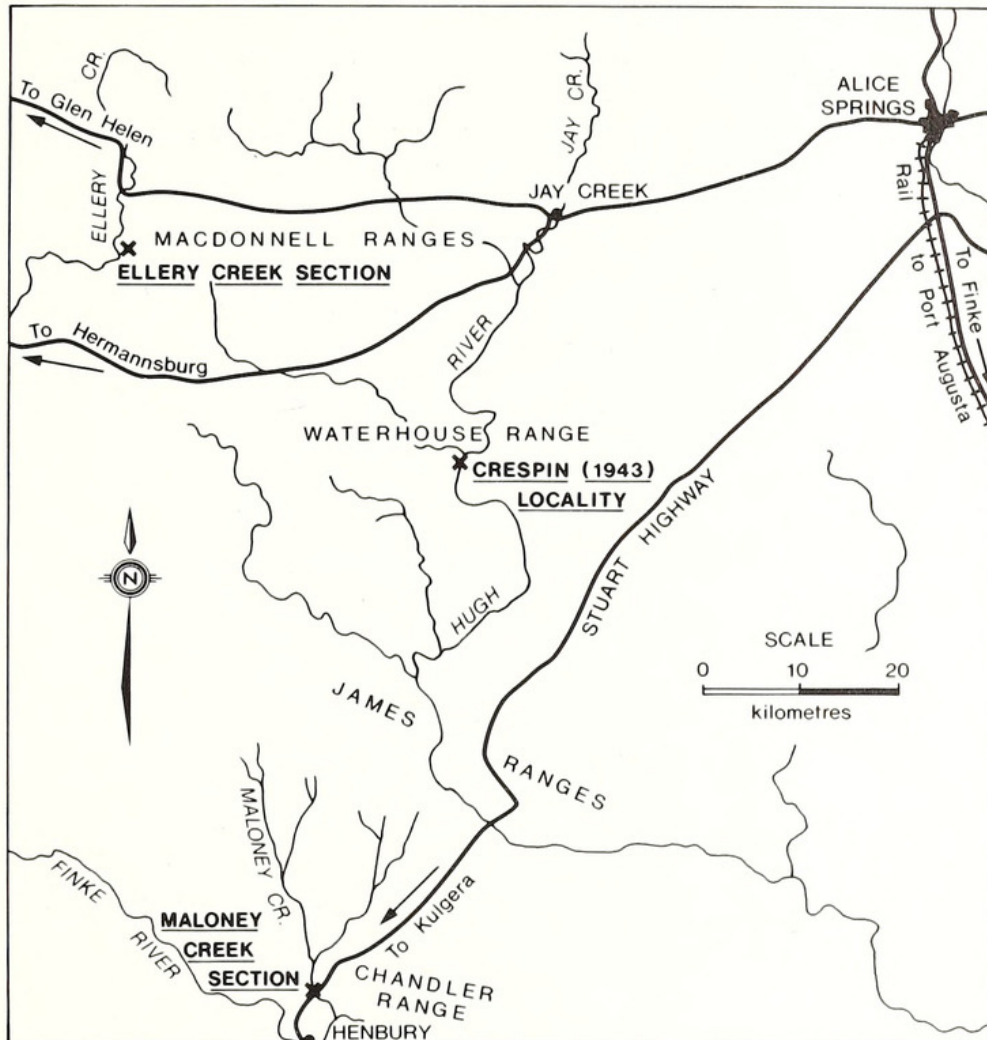 CR.
To Glen Helen
ELLERY
JAY CR.
ALICE
SPRINGS
JAY CREEK
MACDONNELL RANGES
ELLERY CREEK SECTION
Rail
to Port
Augusta
To Finke
To Hermannsburg
RIVER
WATERHOUSE RANGE
CRESPIN (1943)
LOCALITY
STUART HIGHWAY
N
HUGH
SCALE
0 10 20
kilometres
JAMES
RANGES
MALONEY CR.
FINKE
RIVER
To Kulgera
MALONEY
CREEK
SECTION
CHANDLER
RANGE
HENBURY